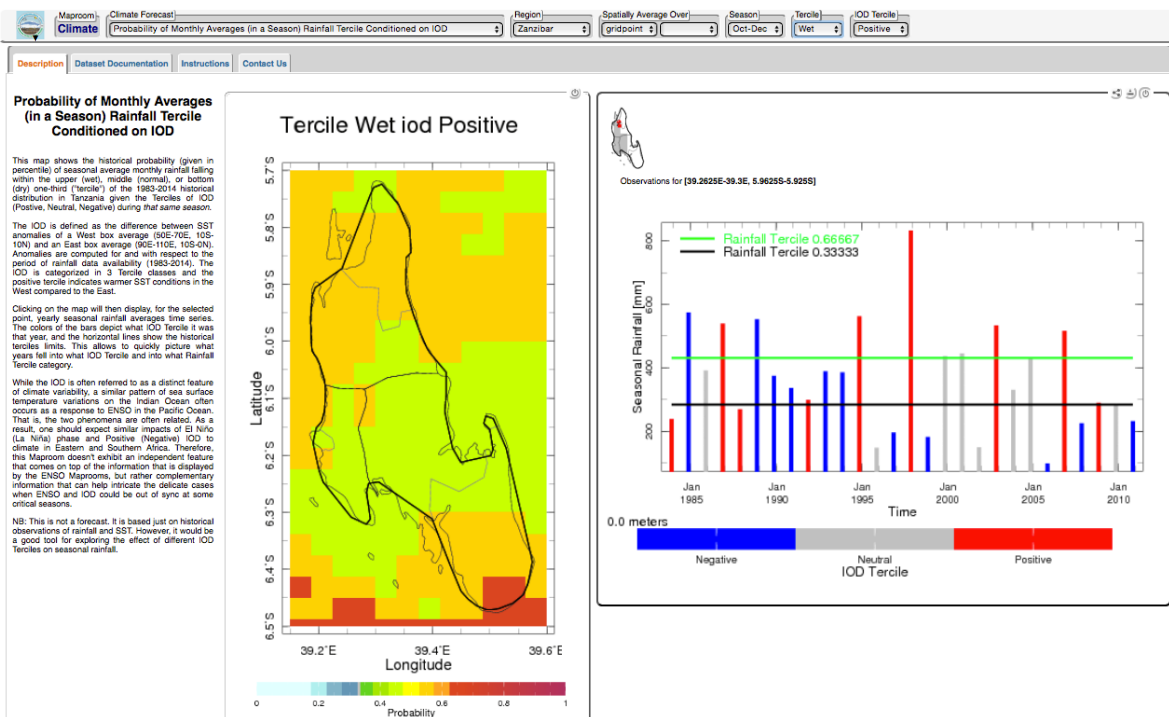 Maproom
Climate
Climate Forecast
Probability of Monthly Averages (in a Season) Rainfall Tercile Conditioned on IOD
Region
Zanzibar
Spatially Average Over
gridpoint
Season
Oct-Dec
Tercile
Wet
IOD Tercile
Positive
Description
Dataset Documentation
Instructions
Contact Us
Probability of Monthly Averages
(in a Season) Rainfall Tercile
Conditioned on IOD
This map shows the historical probability (given in
percentile) of seasonal average monthly rainfall falling
within the upper (wet), middle (normal), or bottom
(dry) one-third ("tercile") of the 1983-2014 historical
distribution in Tanzania given the Terciles of IOD
(Postive, Neutral, Negative) during that same season.
The IOD is defined as the difference between SST
anomalies of a West box average (50E-70E, 10S-
10N) and an East box average (90E-110E, 10S-0N).
Anomalies are computed for and with respect to the
period of rainfall data availability (1983-2014). The
IOD is categorized in 3 Tercile classes and the
positive tercile indicates warmer SST conditions in the
West compared to the East.
Clicking on the map will then display, for the selected
point, yearly seasonal rainfall averages time series.
The colors of the bars depict what IOD Tercile it was
that year, and the horizontal lines show the historical
terciles limits. This allows to quickly picture what
years fell into what IOD Tercile and into what Rainfall
Tercile category.
While the IOD is often referred to as a distinct feature
of climate variability, a similar pattern of sea surface
temperature variations on the Indian Ocean often
occurs as a response to ENSO in the Pacific Ocean.
That is, the two phenomena are often related. As a
result, one should expect similar impacts of El Niño
(La Niña) phase and Positive (Negative) IOD to
climate in Eastern and Southern Africa. Therefore,
this Maproom doesn't exhibit an independent feature
that comes on top of the information that is displayed
by the ENSO Maprooms, but rather complementary
information that can help intricate the delicate cases
when ENSO and IOD could be out of sync at some
critical seasons.
NB: This is not a forecast. It is based just on historical
observations of rainfall and SST. However, it would be
a good tool for exploring the effect of different IOD
Terciles on seasonal rainfall.
Tercile Wet iod Positive
5.7°S
5.8°S
5.9°S
6.0°S
6.1°S
6.2°S
6.3°S
6.4°S
6.5°S
Latitude
39.2°E 39.4°E 39.6°E
Longitude
0 0.2 0.4 0.6 0.8 1
Probability
Observations for [39.2625E-39.3E, 5.9625S-5.925S]
Rainfall Tercile 0.66667
Rainfall Tercile 0.33333
800
600
400
200
Seasonal Rainfall [mm]
Jan Jan Jan Jan Jan Jan
1985 1990 1995 2000 2005 2010
Time
0.0 meters
Negative Neutral Positive
IOD Tercile